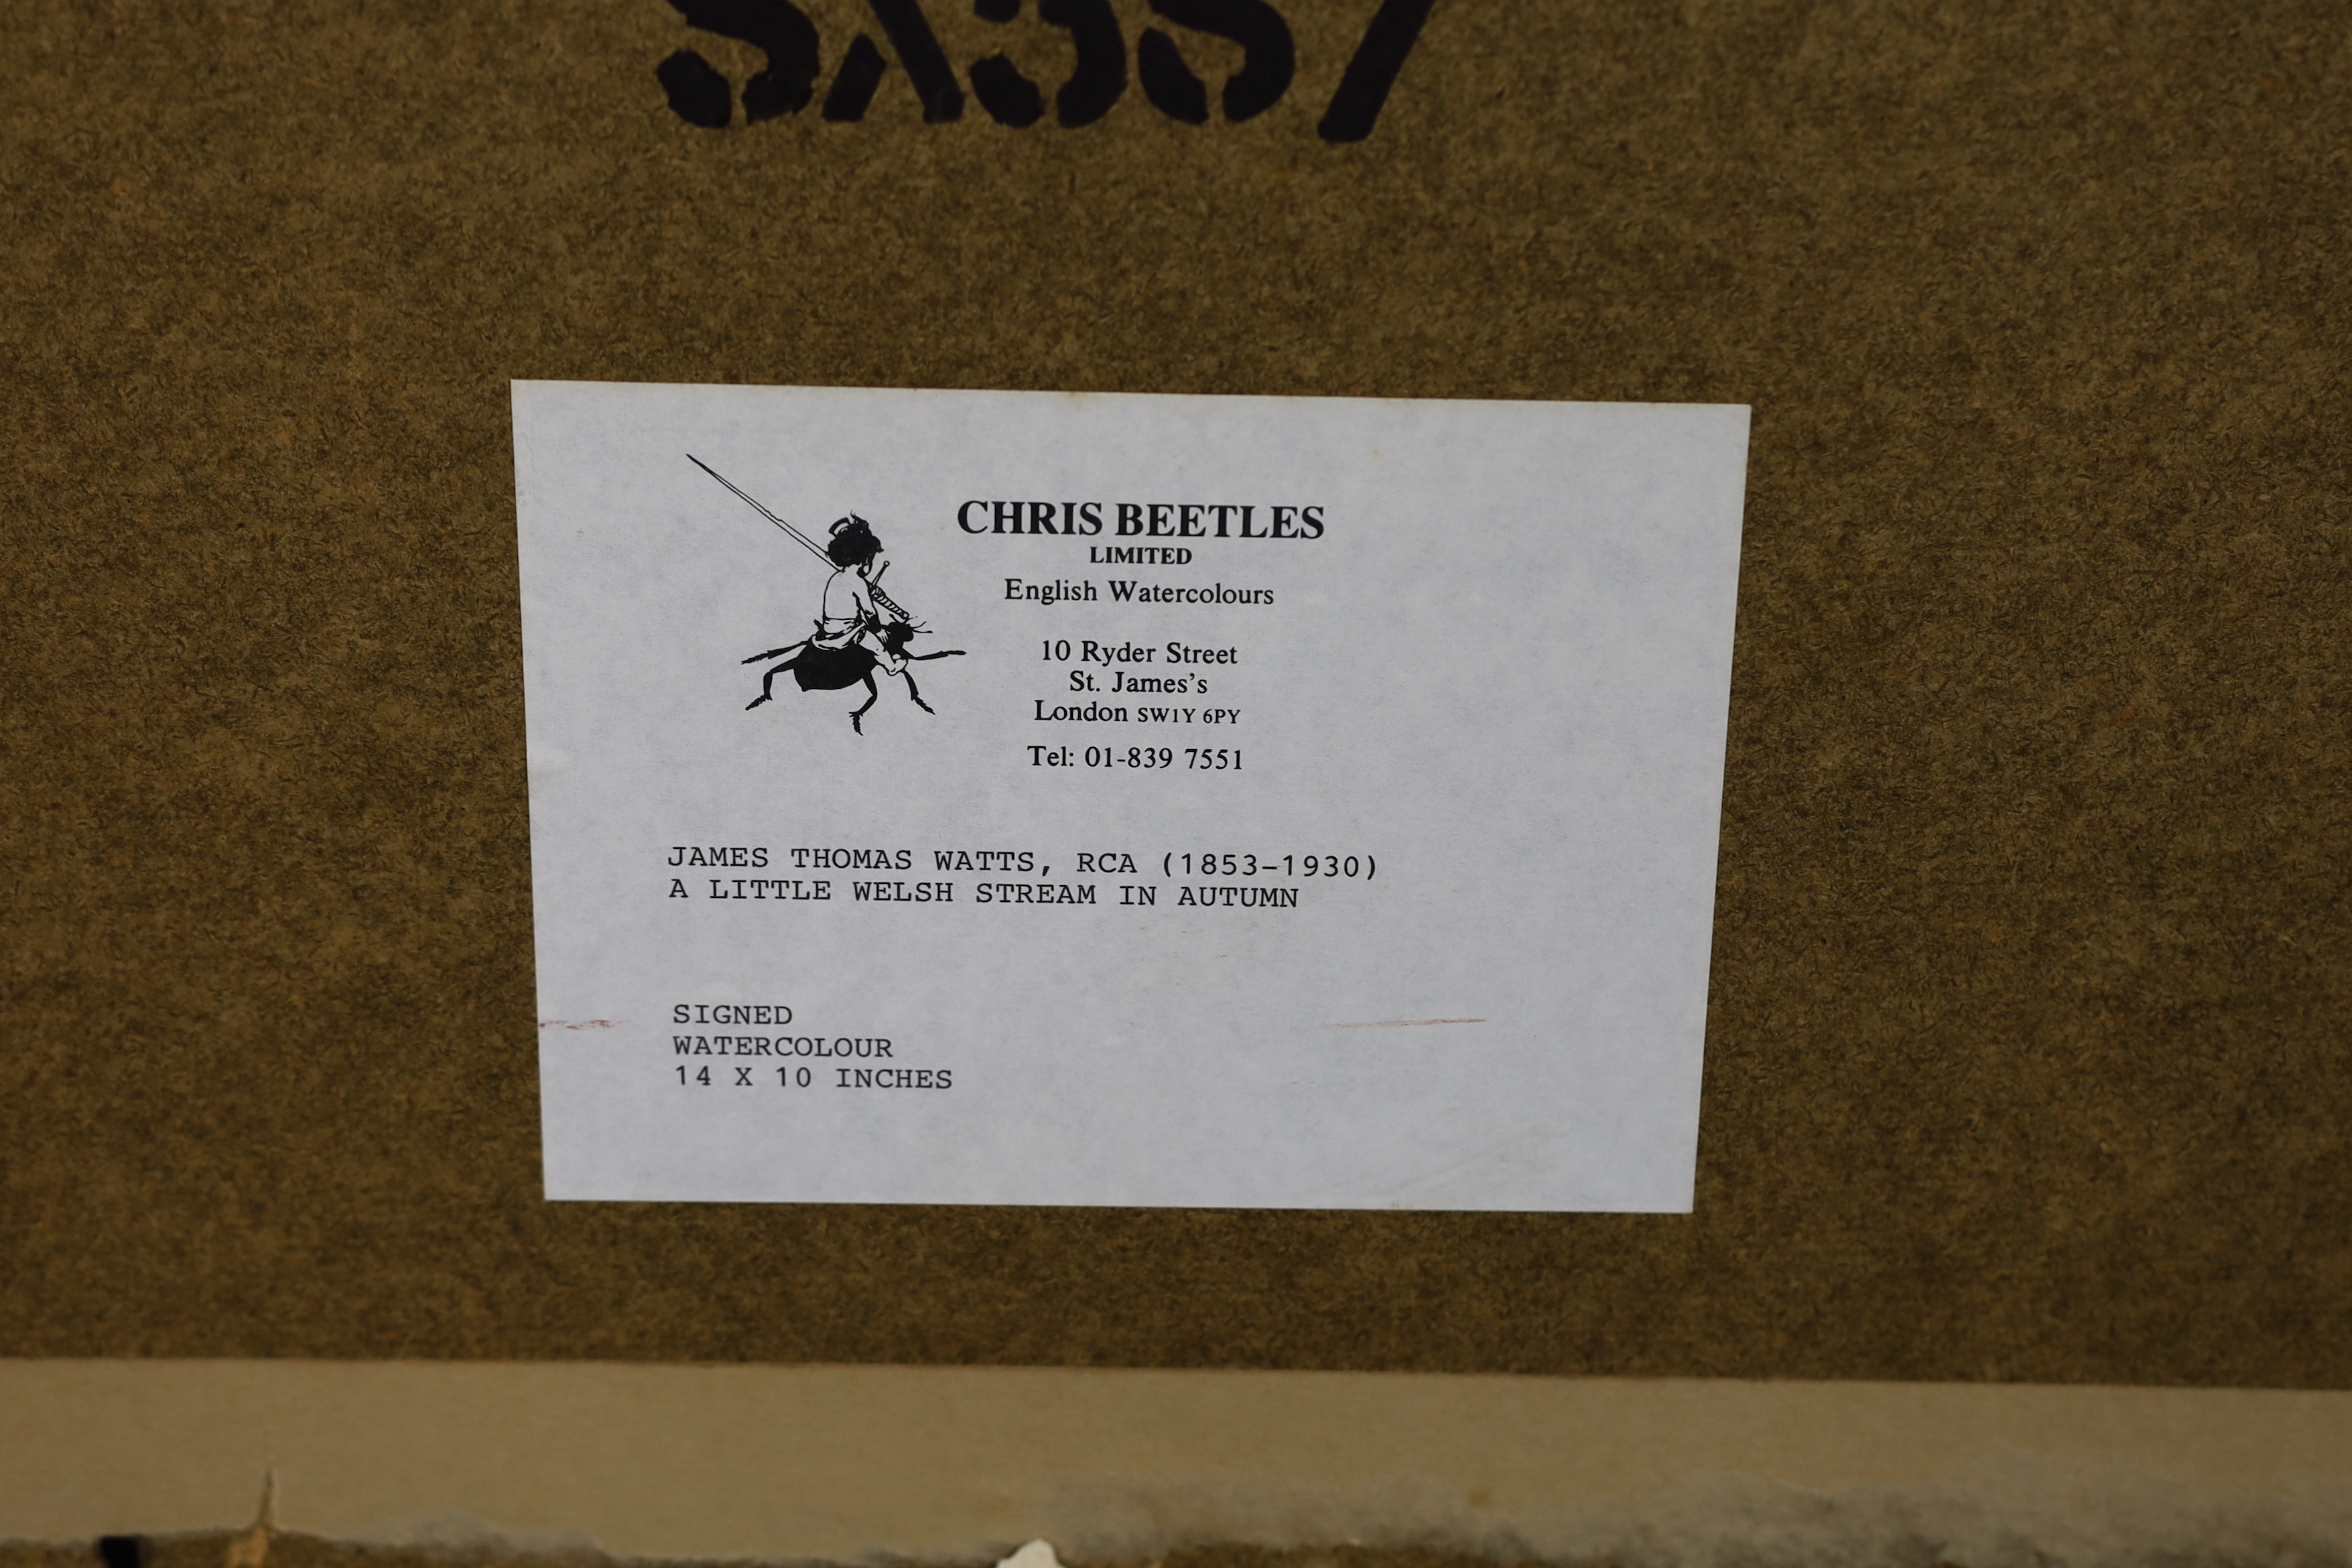 CHRIS BEETLES
LIMITED
English Watercolours
10 Ryder Street
St. James's
London SW1Y 6PY
Tel: 01-839 7551
JAMES THOMAS WATTS, RCA (1853-1930)
A LITTLE WELSH STREAM IN AUTUMN
SIGNED
WATERCOLOUR
14 X 10 INCHES